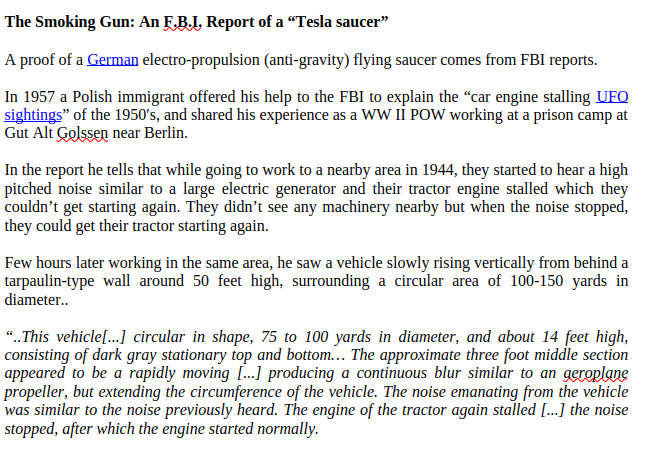 The Smoking Gun: An F.B.I. Report of a “Tesla saucer”
A proof of a German electro-propulsion (anti-gravity) flying saucer comes from FBI reports.
In 1957 a Polish immigrant offered his help to the FBI to explain the “car engine stalling UFO
sightings” of the 1950′s, and shared his experience as a WW II POW working at a prison camp at
Gut Alt Golssen near Berlin.
In the report he tells that while going to work to a nearby area in 1944, they started to hear a high
pitched noise similar to a large electric generator and their tractor engine stalled which they
couldn’t get starting again. They didn’t see any machinery nearby but when the noise stopped,
they could get their tractor starting again.
Few hours later working in the same area, he saw a vehicle slowly rising vertically from behind a
tarpaulin-type wall around 50 feet high, surrounding a circular area of 100-150 yards in
diameter..
“..This vehicle[...] circular in shape, 75 to 100 yards in diameter, and about 14 feet high,
consisting of dark gray stationary top and bottom… The approximate three foot middle section
appeared to be a rapidly moving [...] producing a continuous blur similar to an aeroplane
propeller, but extending the circumference of the vehicle. The noise emanating from the vehicle
was similar to the noise previously heard. The engine of the tractor again stalled [...] the noise
stopped, after which the engine started normally.